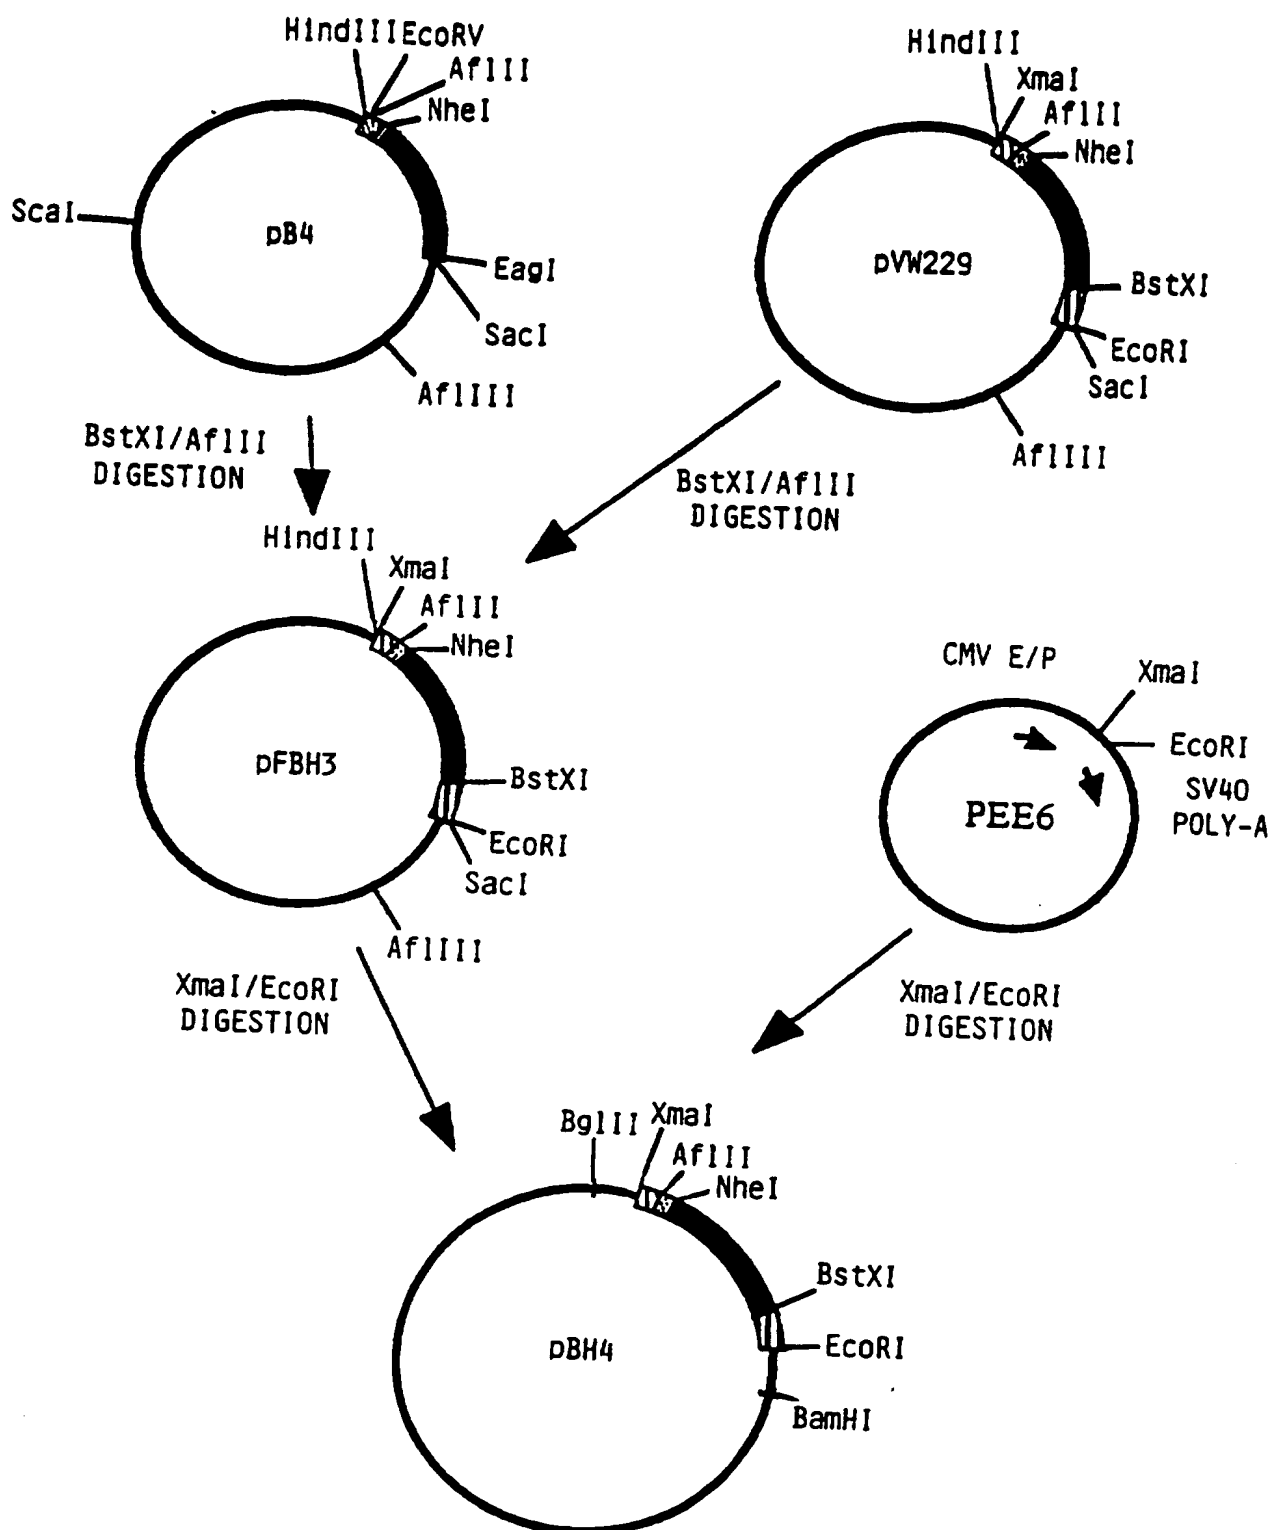 HindIII EcoRV
AflII
NheI
ScaI
pB4
EagI
SacI
AflIII
HindIII
XmaI
AflII
NheI
pVW229
BstXI
EcoRI
SacI
AflIII
BstXI/AflII
DIGESTION
BstXI/AflII
DIGESTION
HindIII
XmaI
AflII
NheI
pFBH3
BstXI
EcoRI
SacI
AflIII
CMV E/P
XmaI
EcoRI
SV40
POLY-A
PEE6
XmaI/EcoRI
DIGESTION
XmaI/EcoRI
DIGESTION
BglII
XmaI
AflII
NheI
BstXI
pBH4
EcoRI
BamHI